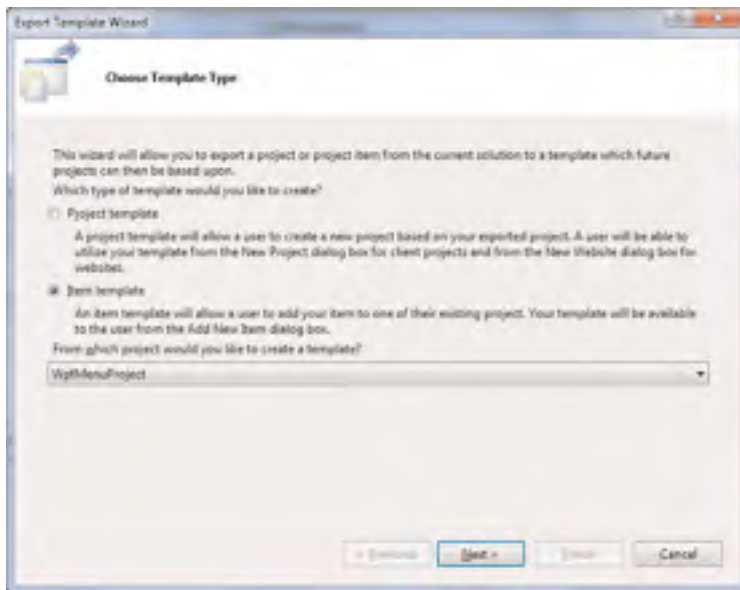 Export Template Wizard
Choose Template Type
This wizard will allow you to export a project or project item from the current solution to a template which future
projects can then be based upon.
Which type of template would you like to create?
Project template
A project template will allow a user to create a new project based on your exported project. A user will be able to
utilize your template from the New Project dialog box for client projects and from the New Website dialog box for
websites.
Item template
An item template will allow a user to add your item to one of their existing project. Your template will be available
to the user from the Add New Item dialog box.
From which project would you like to create a template?
WpfMenuProject
< Previous
Next >
Finish
Cancel